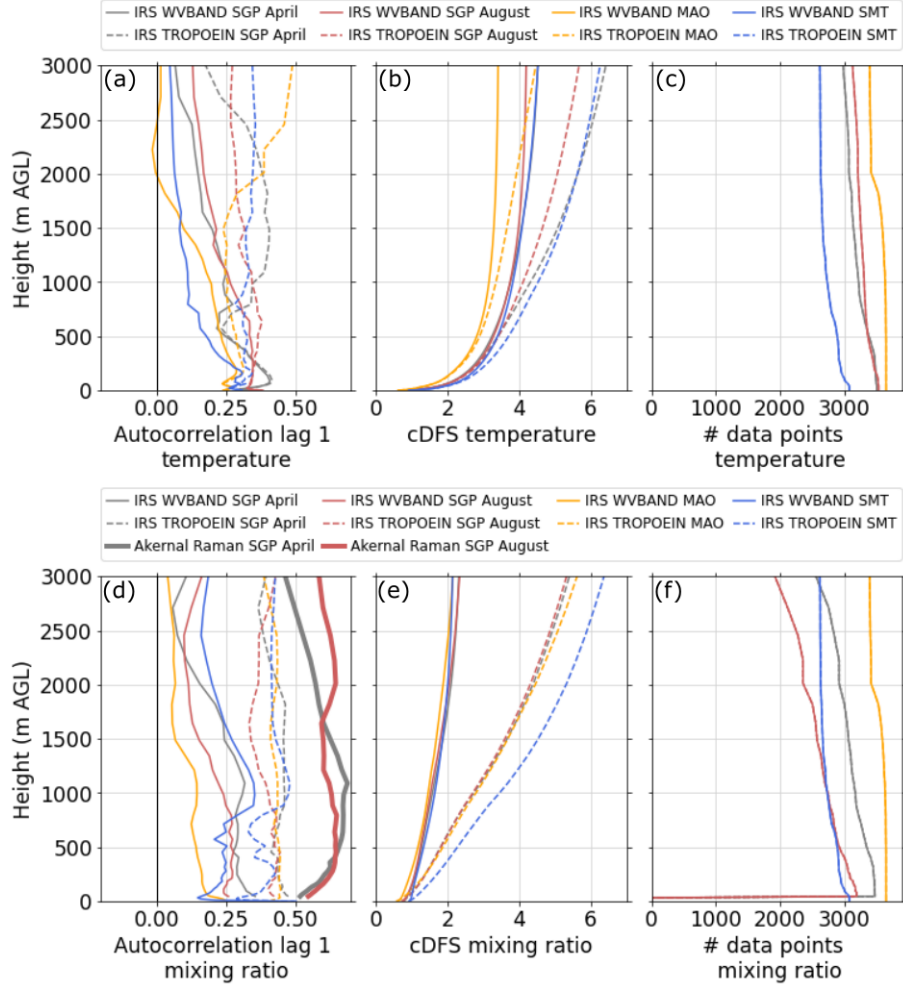 IRS WVBAND SGP April IRS WVBAND SGP August IRS WVBAND MAO IRS WVBAND SMT
IRS TROPOEIN SGP April IRS TROPOEIN SGP August IRS TROPOEIN MAO IRS TROPOEIN SMT
3000 (a) (b) (c)
2500
2000
1500
1000
500
0
Height (m AGL)
0.00 0.25 0.50 0 2 4 6 0 1000 2000 3000
Autocorrelation lag 1 cDFS temperature # data points
temperature temperature
IRS WVBAND SGP April IRS WVBAND SGP August IRS WVBAND MAO IRS WVBAND SMT
IRS TROPOEIN SGP April IRS TROPOEIN SGP August IRS TROPOEIN MAO IRS TROPOEIN SMT
Akernal Raman SGP April Akernal Raman SGP August
3000 (d) (e) (f)
2500
2000
1500
1000
500
0
Height (m AGL)
0.00 0.25 0.50 0 2 4 6 0 1000 2000 3000
Autocorrelation lag 1 cDFS mixing ratio # data points
mixing ratio mixing ratio